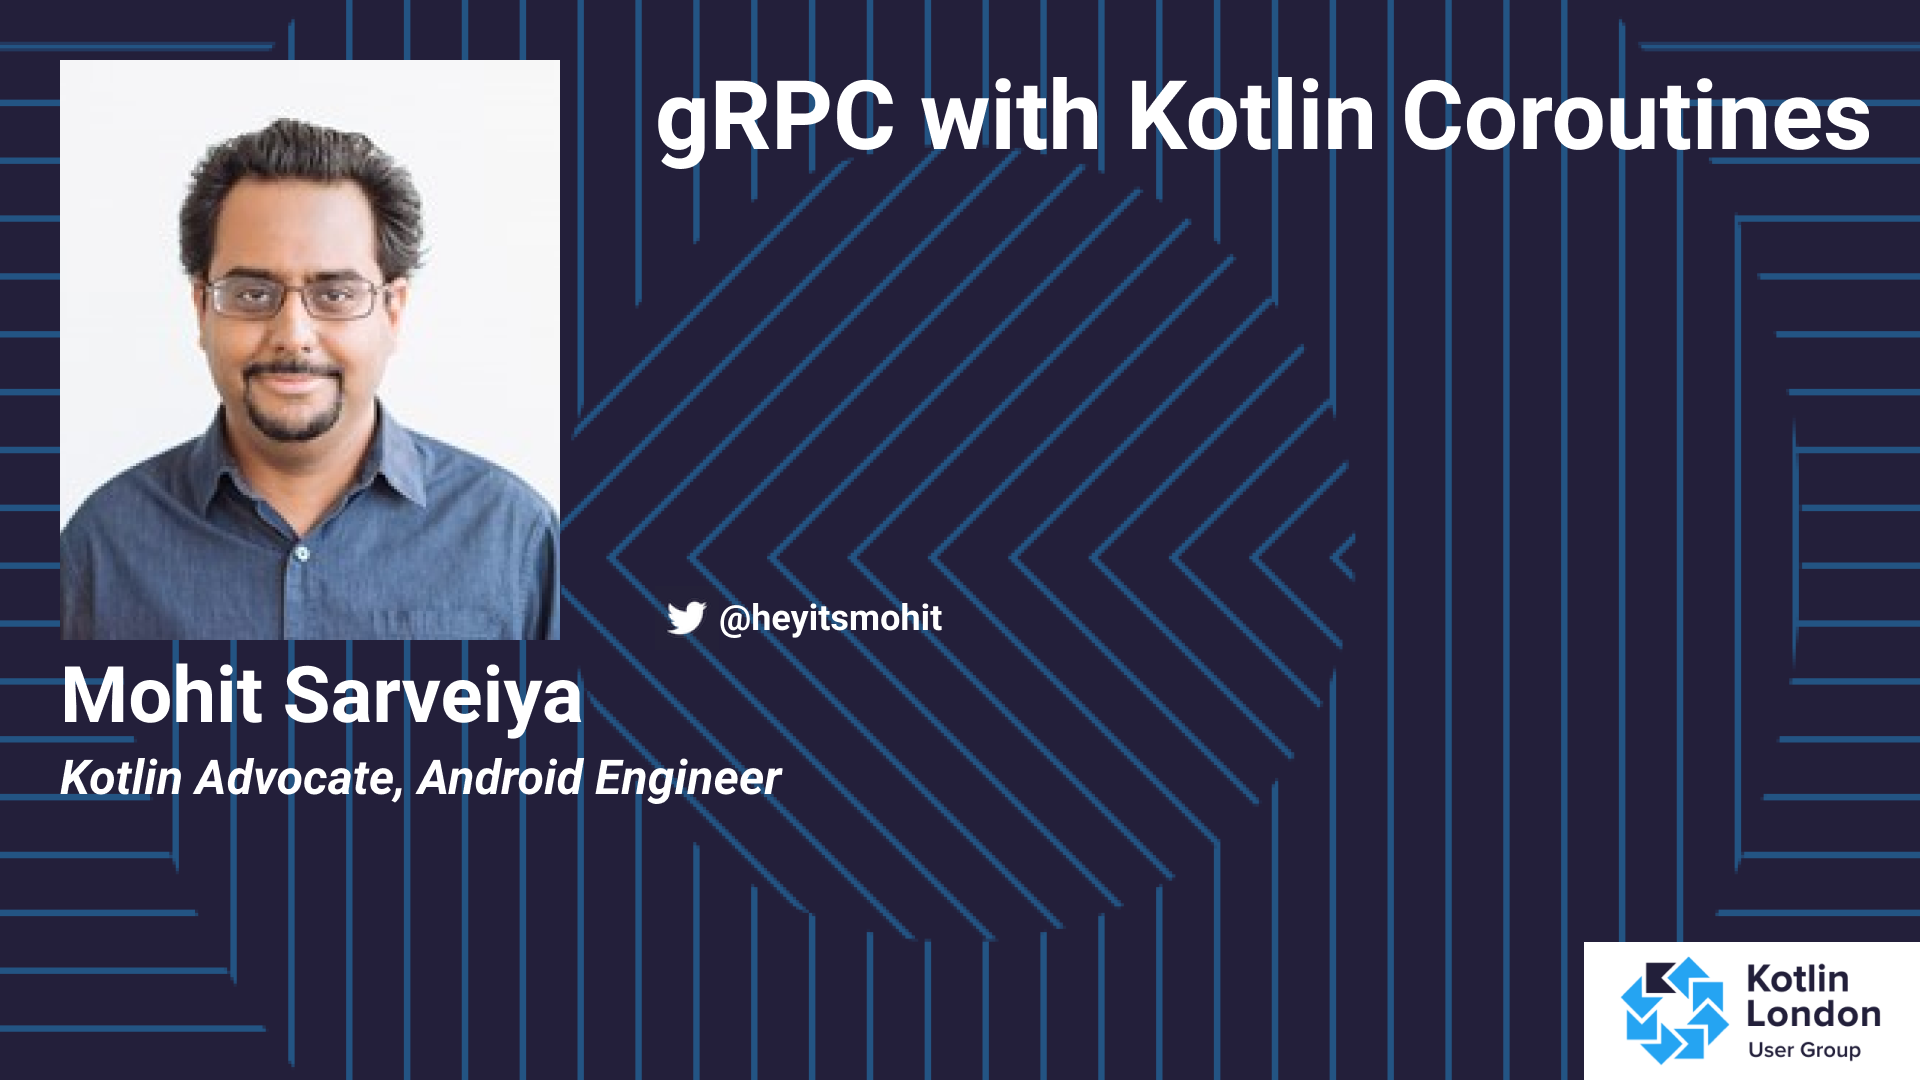 gRPC with Kotlin Coroutines
@heyitsmohit
Mohit Sarveiya
Kotlin Advocate, Android Engineer
Kotlin
London
User Group